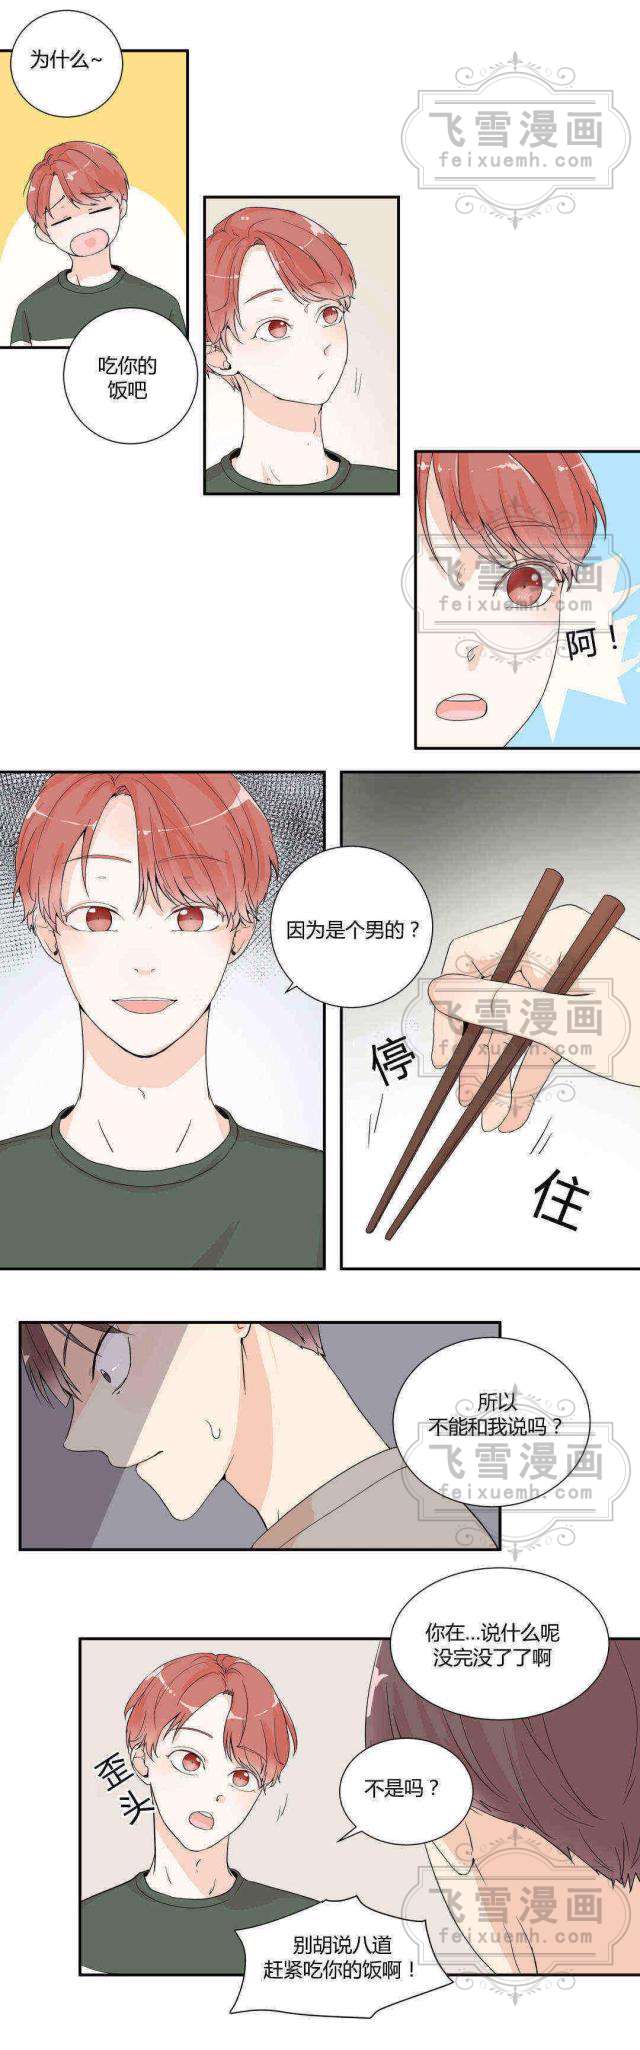 为什么~
飞雪漫画
feixuemh.com
吃你的
饭吧
飞雪漫画
feixuemh.com
阿！
因为是个男的？
飞雪漫画
feixuemh.com
停
住
所以
不能和我说吗？
飞雪漫画
feixuemh.com
你在...说什么呢
没完没了了啊
歪
头
不是吗？
飞雪漫画
feixuemh.com
别胡说八道
赶紧吃你的饭啊！